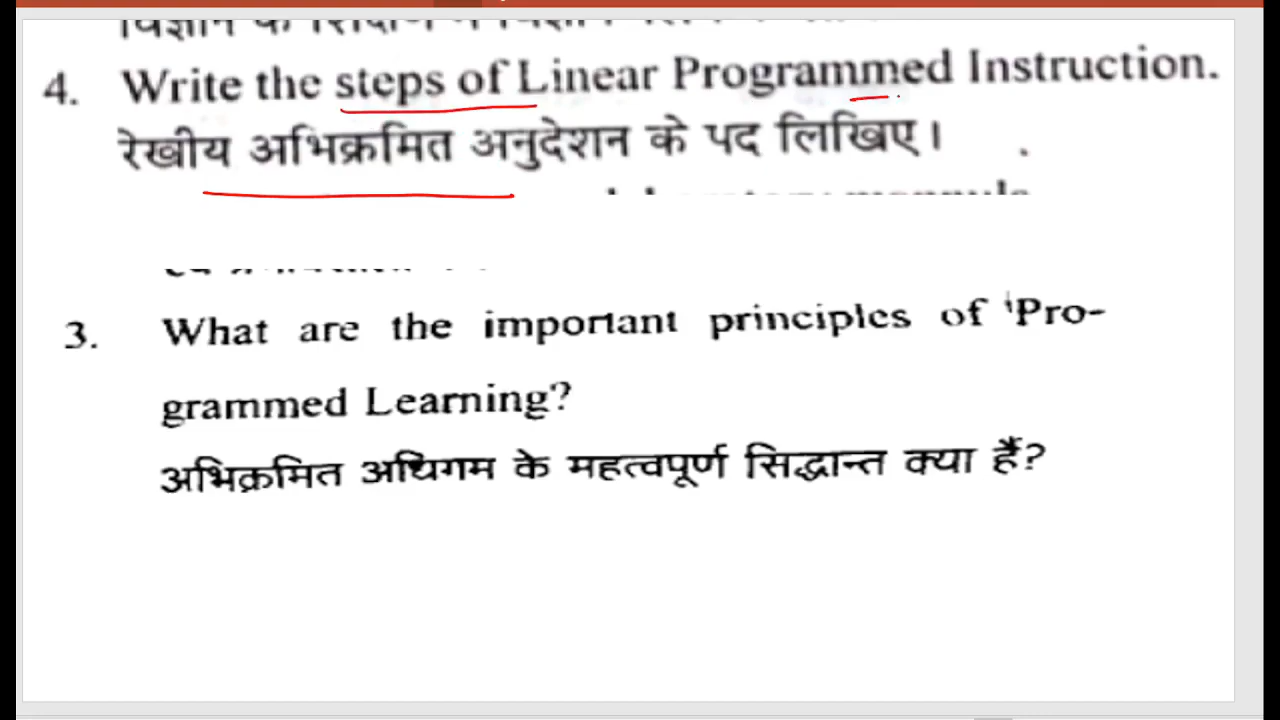 4. Write the steps of Linear Programmed Instruction.
रेखीय अभिक्रमित अनुदेशन के पद लिखिए।
3. What are the important principles of Pro-
grammed Learning?
अभिक्रमित अधिगम के महत्वपूर्ण सिद्धान्त क्या हैं?